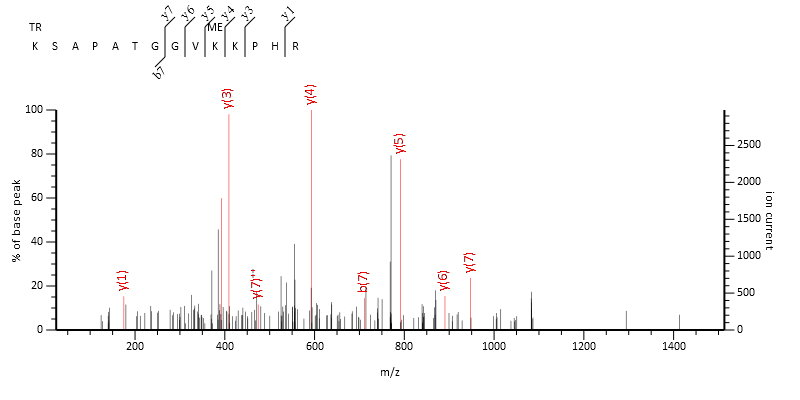 y7 y6 y5 y4 y3 y1
TR ME
K S A P A T G G V K K P H R
b7
y(1) y(3) y(7)++ y(4) b(7) y(5) y(6) y(7)
100
80
60
40
20
0
% of base peak
2500
2000
1500
1000
500
0
ion current
200 400 600 800 1000 1200 1400
m/z